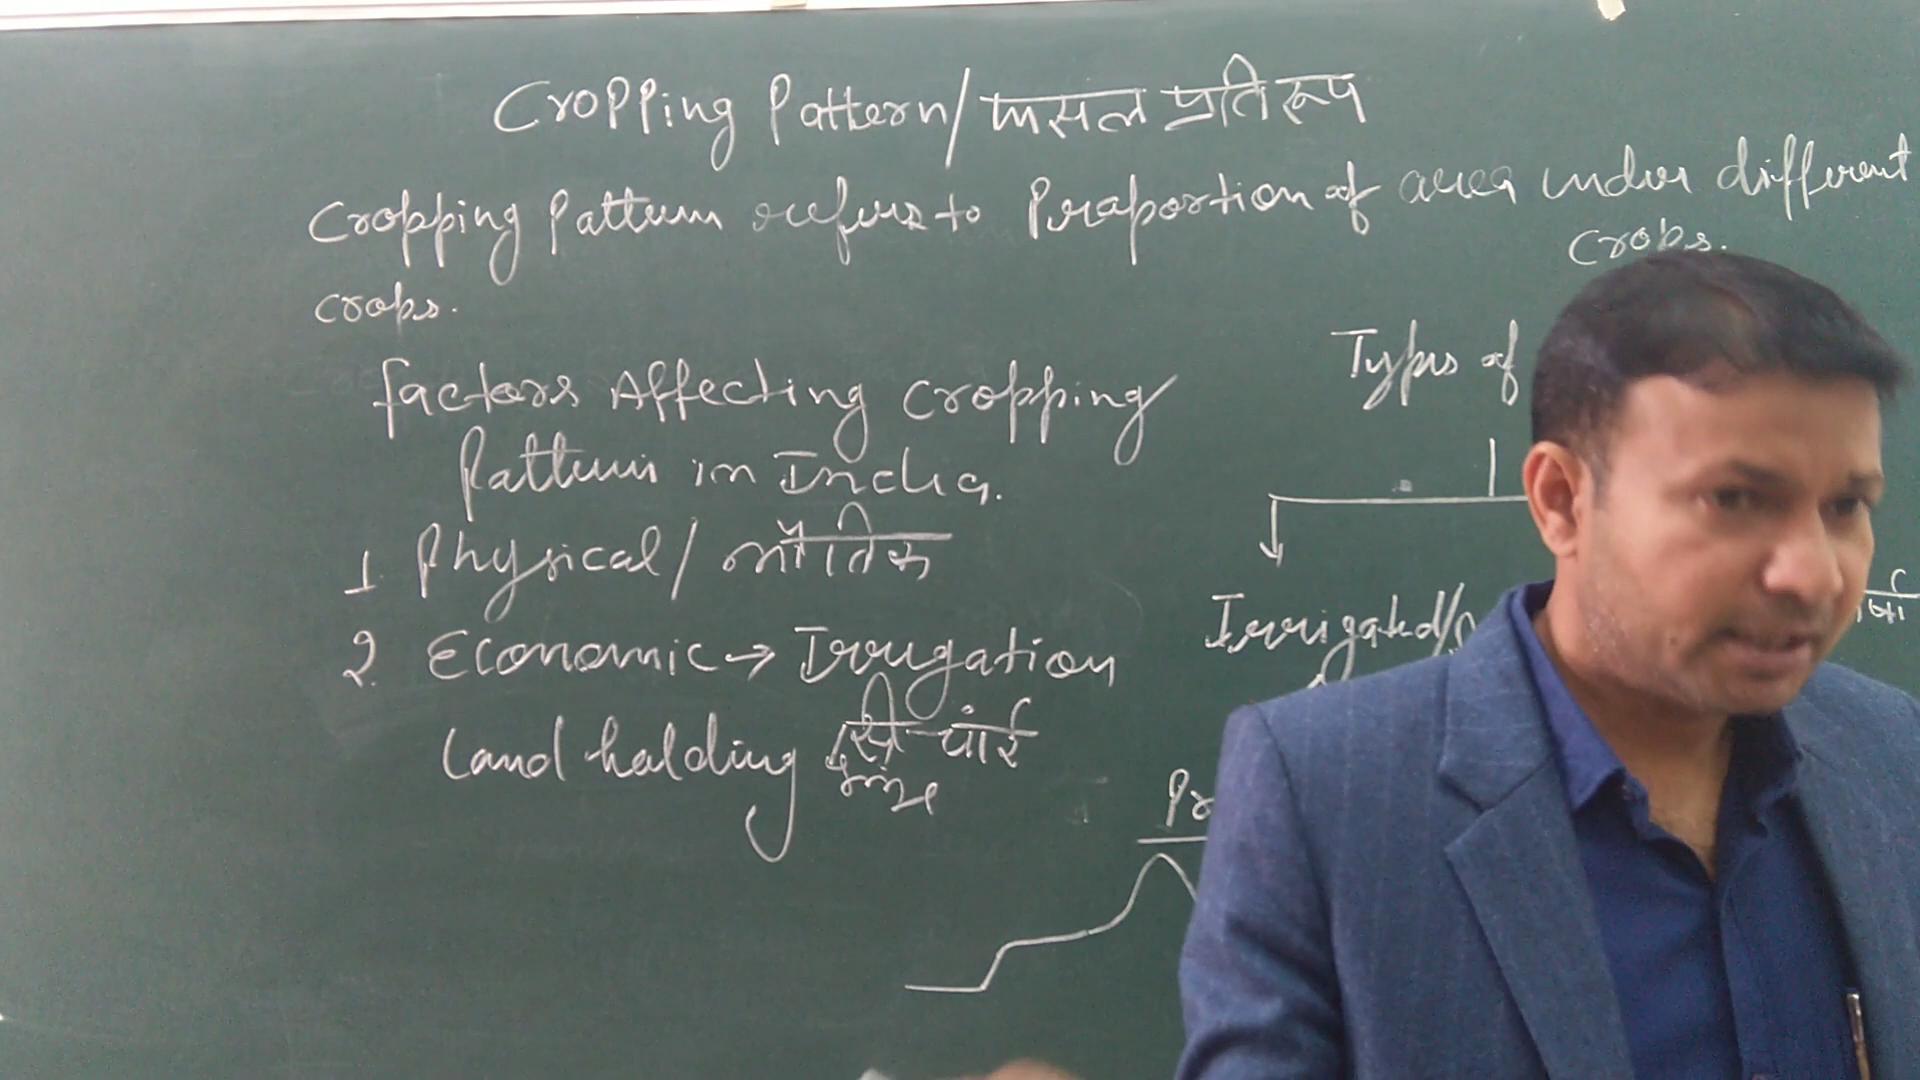 Cropping Pattern/फसल प्रतिरूप
Cropping Pattern refers to Proportion of area under different
crops.
crops.
Factors Affecting Cropping
Pattern in India.
1. Physical/भौतिक
2. Economic → Irrigation
सींचाई
Land holding
Types of
Irrigated/
Pr